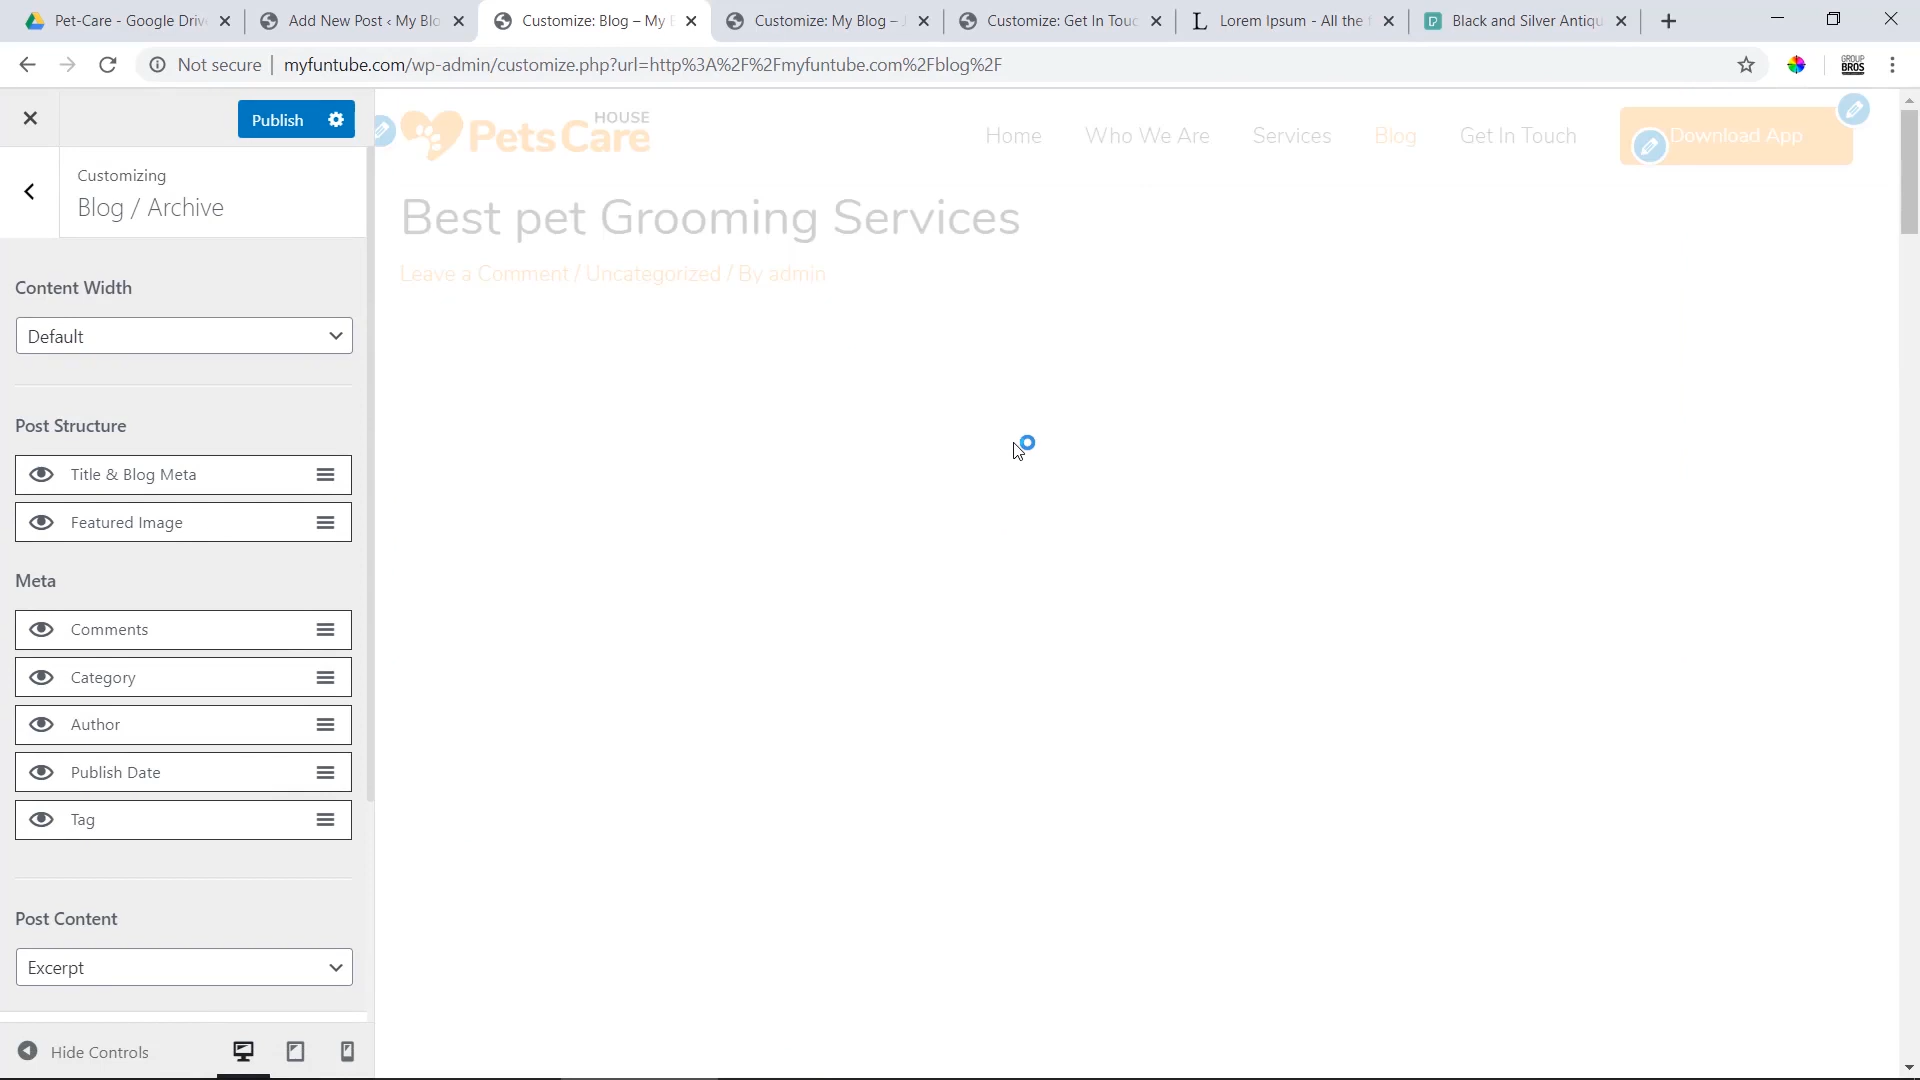 Pet-Care - Google Driv
Add New Post ‹ My Blo
Customize: Blog – My B
Customize: My Blog – J
Customize: Get In Touc
Lorem Ipsum - All the f
Black and Silver Antiqu
Not secure
myfuntube.com/wp-admin/customize.php?url=http%3A%2F%2Fmyfuntube.com%2Fblog%2F
GROUP
BROS
Publish
Customizing
Blog / Archive
HOUSE
Pets Care
Home
Who We Are
Services
Blog
Get In Touch
Download App
Best pet Grooming Services
Leave a Comment / Uncategorized / By admin
Content Width
Default
Post Structure
Title & Blog Meta
Featured Image
Meta
Comments
Category
Author
Publish Date
Tag
Post Content
Excerpt
Hide Controls